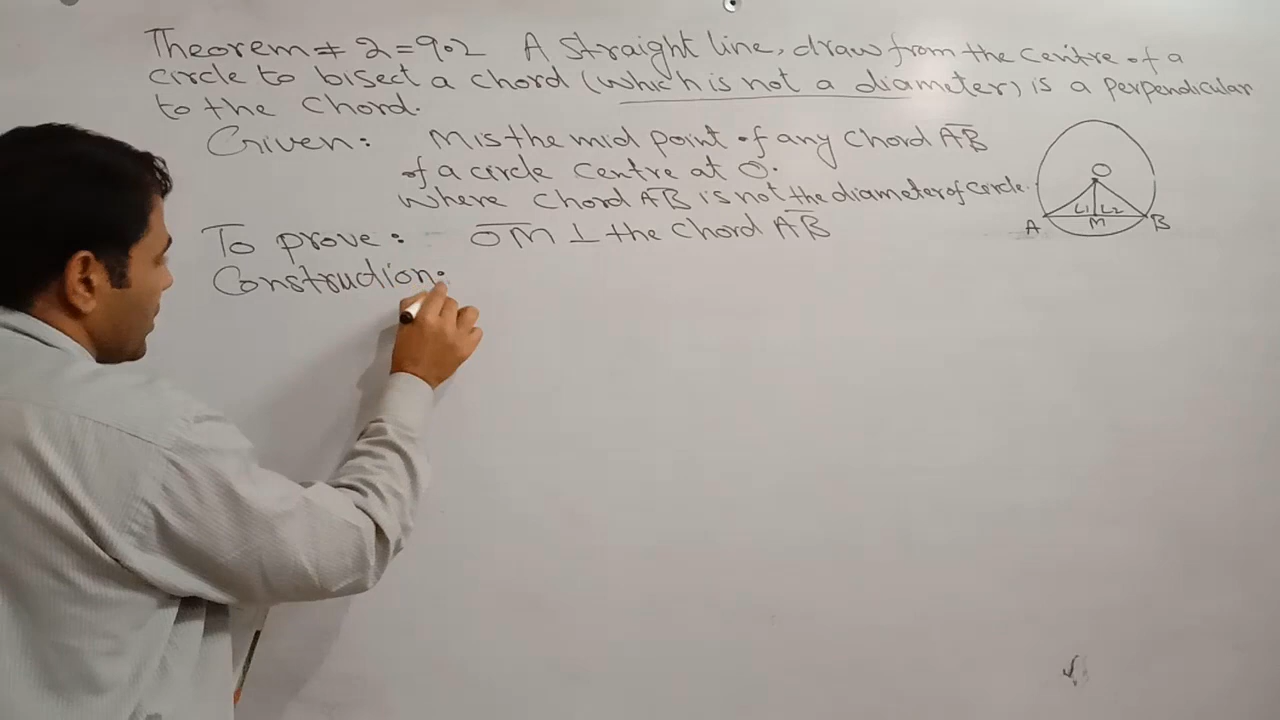 Theorem # 2 = 9.2 A straight line, draw from the centre of a
circle to bisect a chord (which is not a diameter) is a perpendicular
to the chord.
Given: M is the mid point of any chord AB
of a circle centre at O.
where chord AB is not the diameter of circle.
To prove: OM ⊥ the chord AB
Construction:
O
L1 L2
A M B